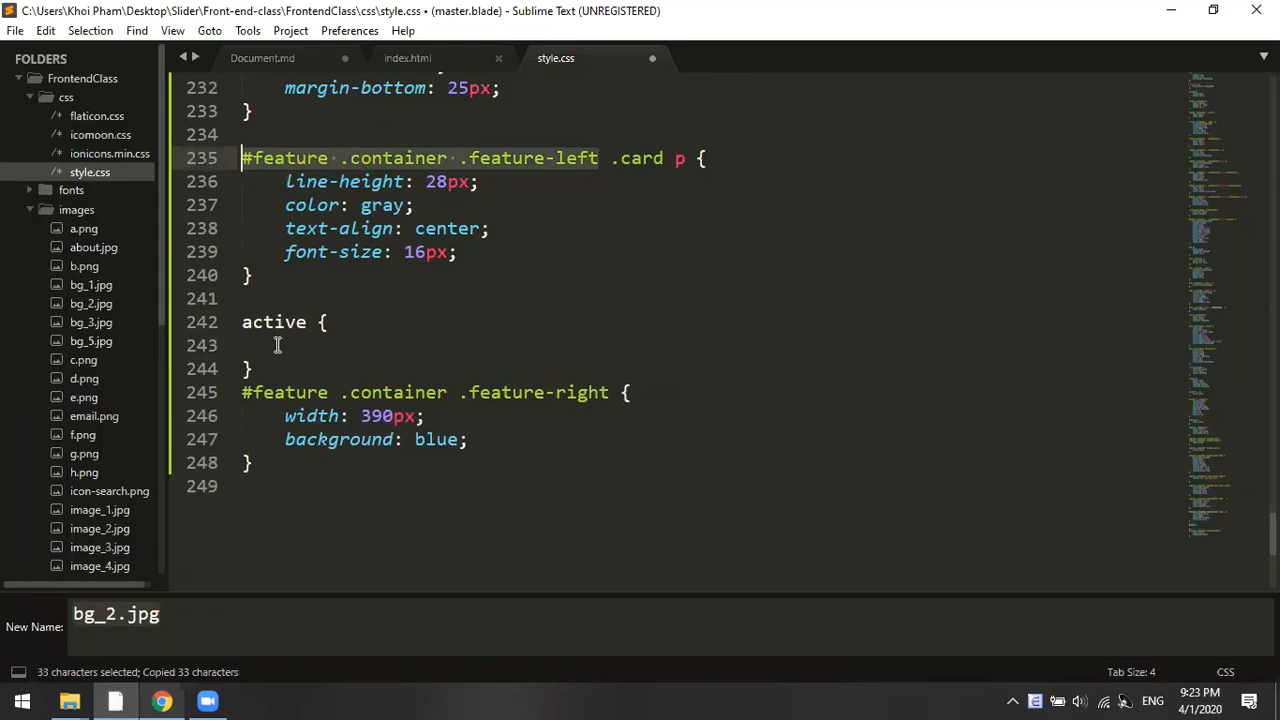 C:\Users\Khoi Pham\Desktop\Slider\Front-end-class\FrontendClass\css\style.css • (master.blade) - Sublime Text (UNREGISTERED)
File Edit Selection Find View Goto Tools Project Preferences Help
FOLDERS
FrontendClass
css
/* flaticon.css
/* icomoon.css
/* ionicons.min.css
/* style.css
fonts
images
a.png
about.jpg
b.png
bg_1.jpg
bg_2.jpg
bg_3.jpg
bg_5.jpg
c.png
d.png
e.png
email.png
f.png
g.png
h.png
icon-search.png
image_1.jpg
image_2.jpg
image_3.jpg
image_4.jpg
Document.md index.html style.css
232 margin-bottom: 25px;
233 }
234
235 #feature .container .feature-left .card p {
236 line-height: 28px;
237 color: gray;
238 text-align: center;
239 font-size: 16px;
240 }
241
242 active {
243
244 }
245 #feature .container .feature-right {
246 width: 390px;
247 background: blue;
248 }
249
New Name: bg_2.jpg
33 characters selected; Copied 33 characters Tab Size: 4 CSS
ENG 9:23 PM
4/1/2020